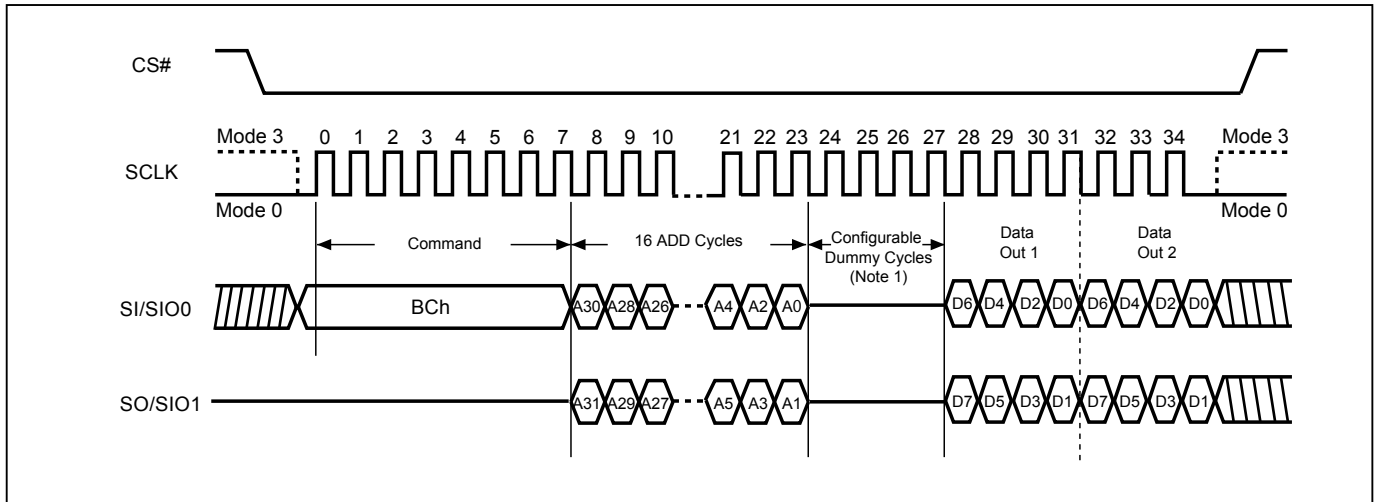 CS#
Mode 3 0 1 2 3 4 5 6 7 8 9 10 21 22 23 24 25 26 27 28 29 30 31 32 33 34 Mode 3
SCLK
Mode 0 Mode 0
Command 16 ADD Cycles Configurable Dummy Cycles (Note 1) Data Out 1 Data Out 2
SI/SIO0 BCh A30 A28 A26 A4 A2 A0 D6 D4 D2 D0 D6 D4 D2 D0
SO/SIO1 A31 A29 A27 A5 A3 A1 D7 D5 D3 D1 D7 D5 D3 D1